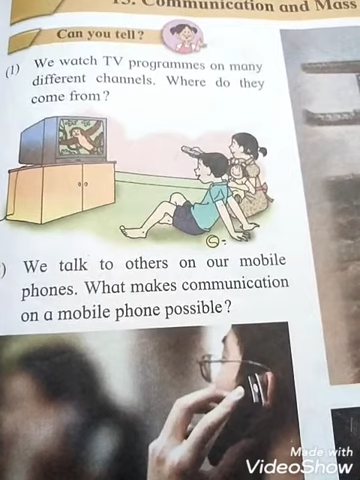 Communication and Mass
Can you tell?
(1) We watch TV programmes on many
different channels. Where do they
come from?
) We talk to others on our mobile
phones. What makes communication
on a mobile phone possible?
Made with
VideoShow